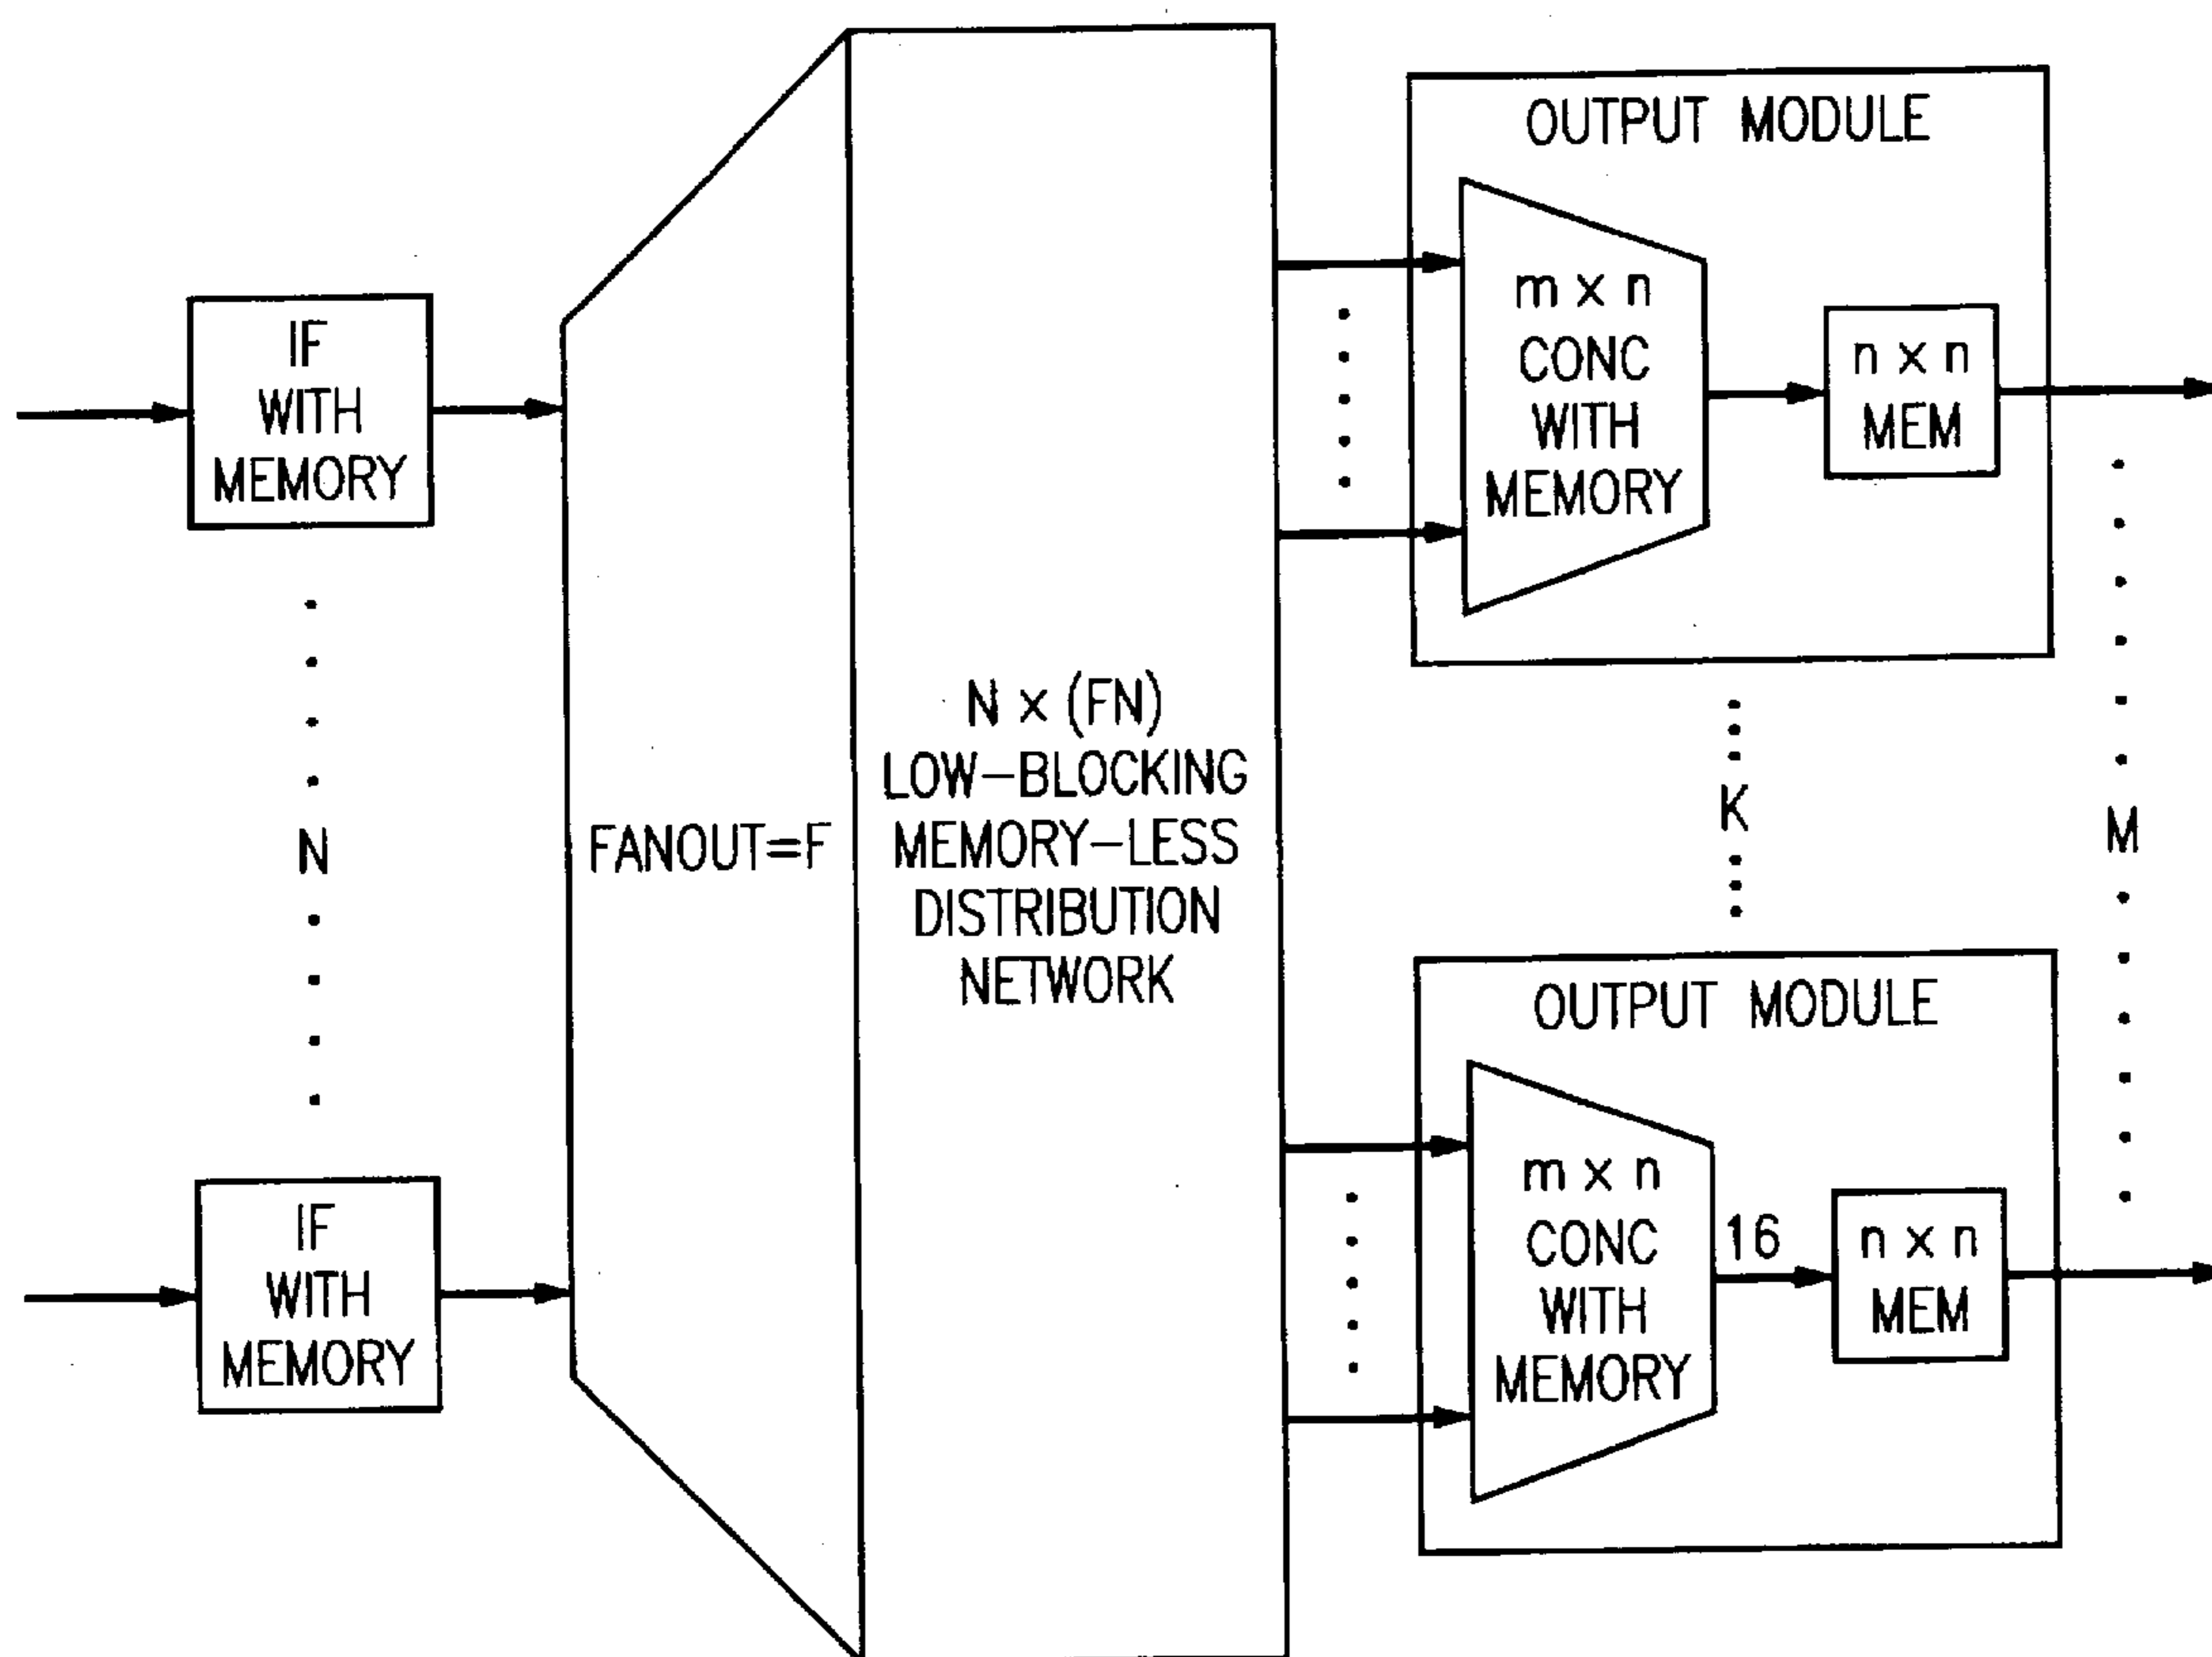 IF
WITH
MEMORY
N
IF
WITH
MEMORY
FANOUT=F
N x (FN)
LOW-BLOCKING
MEMORY-LESS
DISTRIBUTION
NETWORK
OUTPUT MODULE
m x n
CONC
WITH
MEMORY
n x n
MEM
K
M
OUTPUT MODULE
m x n
CONC
WITH
MEMORY
16
n x n
MEM